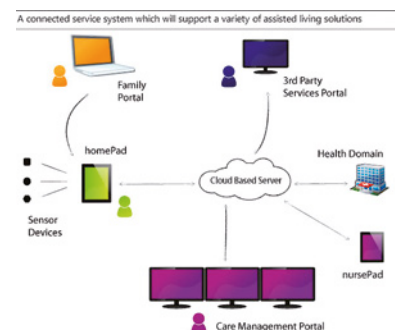 A connected service system which will support a variety of assisted living solutions
Family
Portal
3rd Party
Services Portal
homePad
Health Domain
Cloud Based Server
Sensor
Devices
nursePad
Care Management Portal